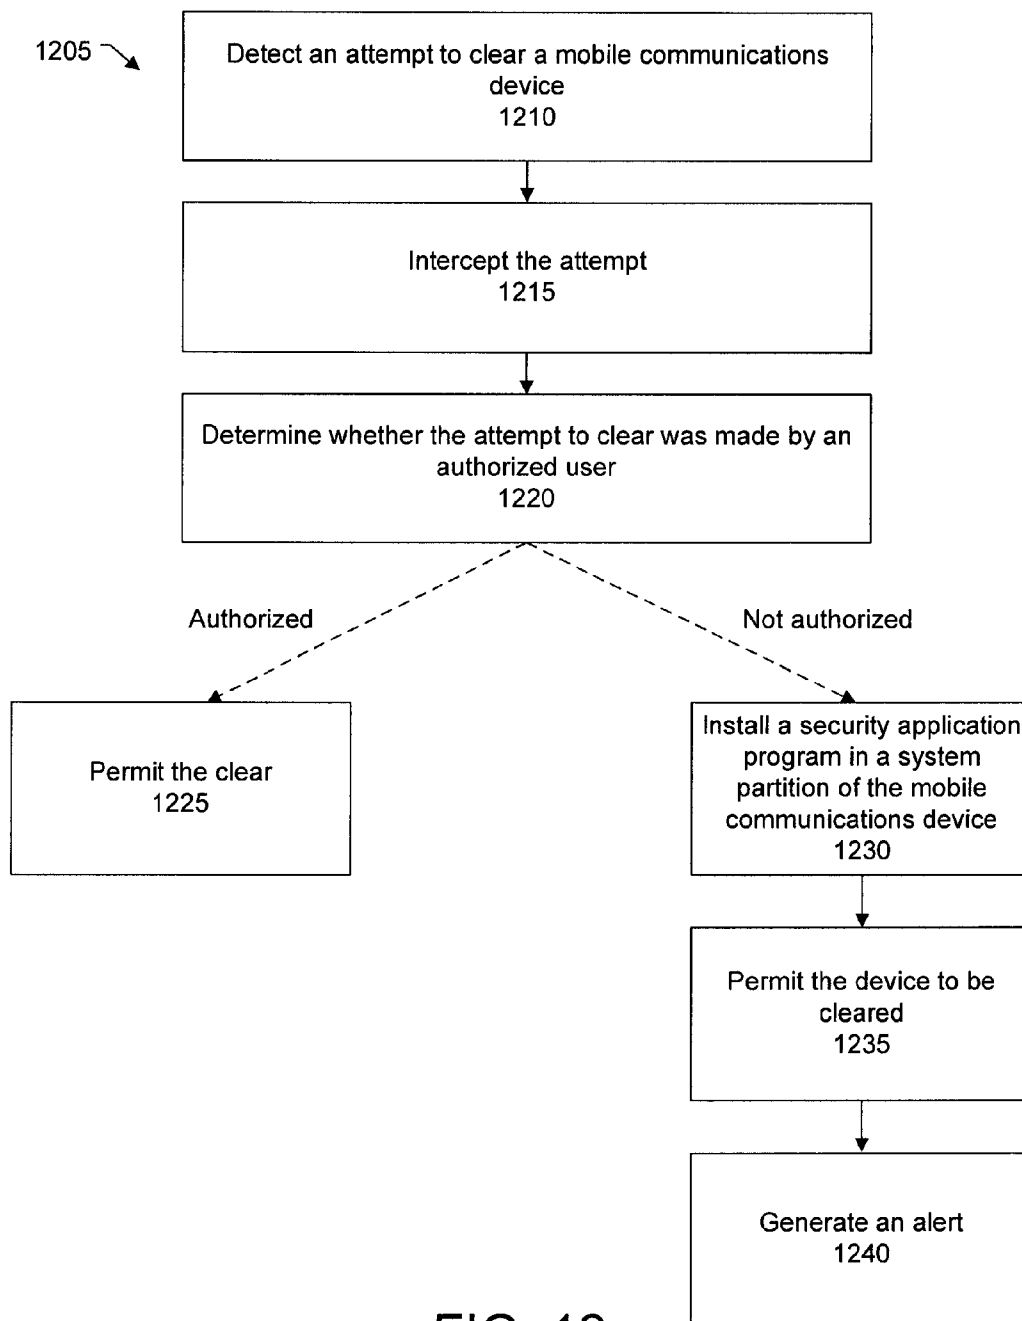 1205
Detect an attempt to clear a mobile communications
device
1210
Intercept the attempt
1215
Determine whether the attempt to clear was made by an
authorized user
1220
Authorized
Not authorized
Permit the clear
1225
Install a security application
program in a system
partition of the mobile
communications device
1230
Permit the device to be
cleared
1235
Generate an alert
1240